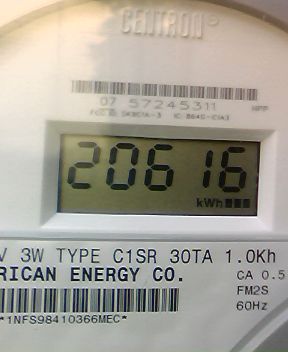 CENTRON®
07 57245311
20616
kWh
V 3W TYPE C1SR 30TA 1.0Kh
RICAN ENERGY CO.
CA 0.5
FM2S
60Hz
*1NFS98410366MEC*